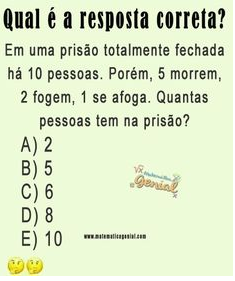 Qual é a resposta correta?
Em uma prisão totalmente fechada
há 10 pessoas. Porém, 5 morrem,
2 fogem, 1 se afoga. Quantas
pessoas tem na prisão?
A) 2
B) 5
C) 6
D) 8
E) 10
Matemática
genial
www.matematicagenial.com